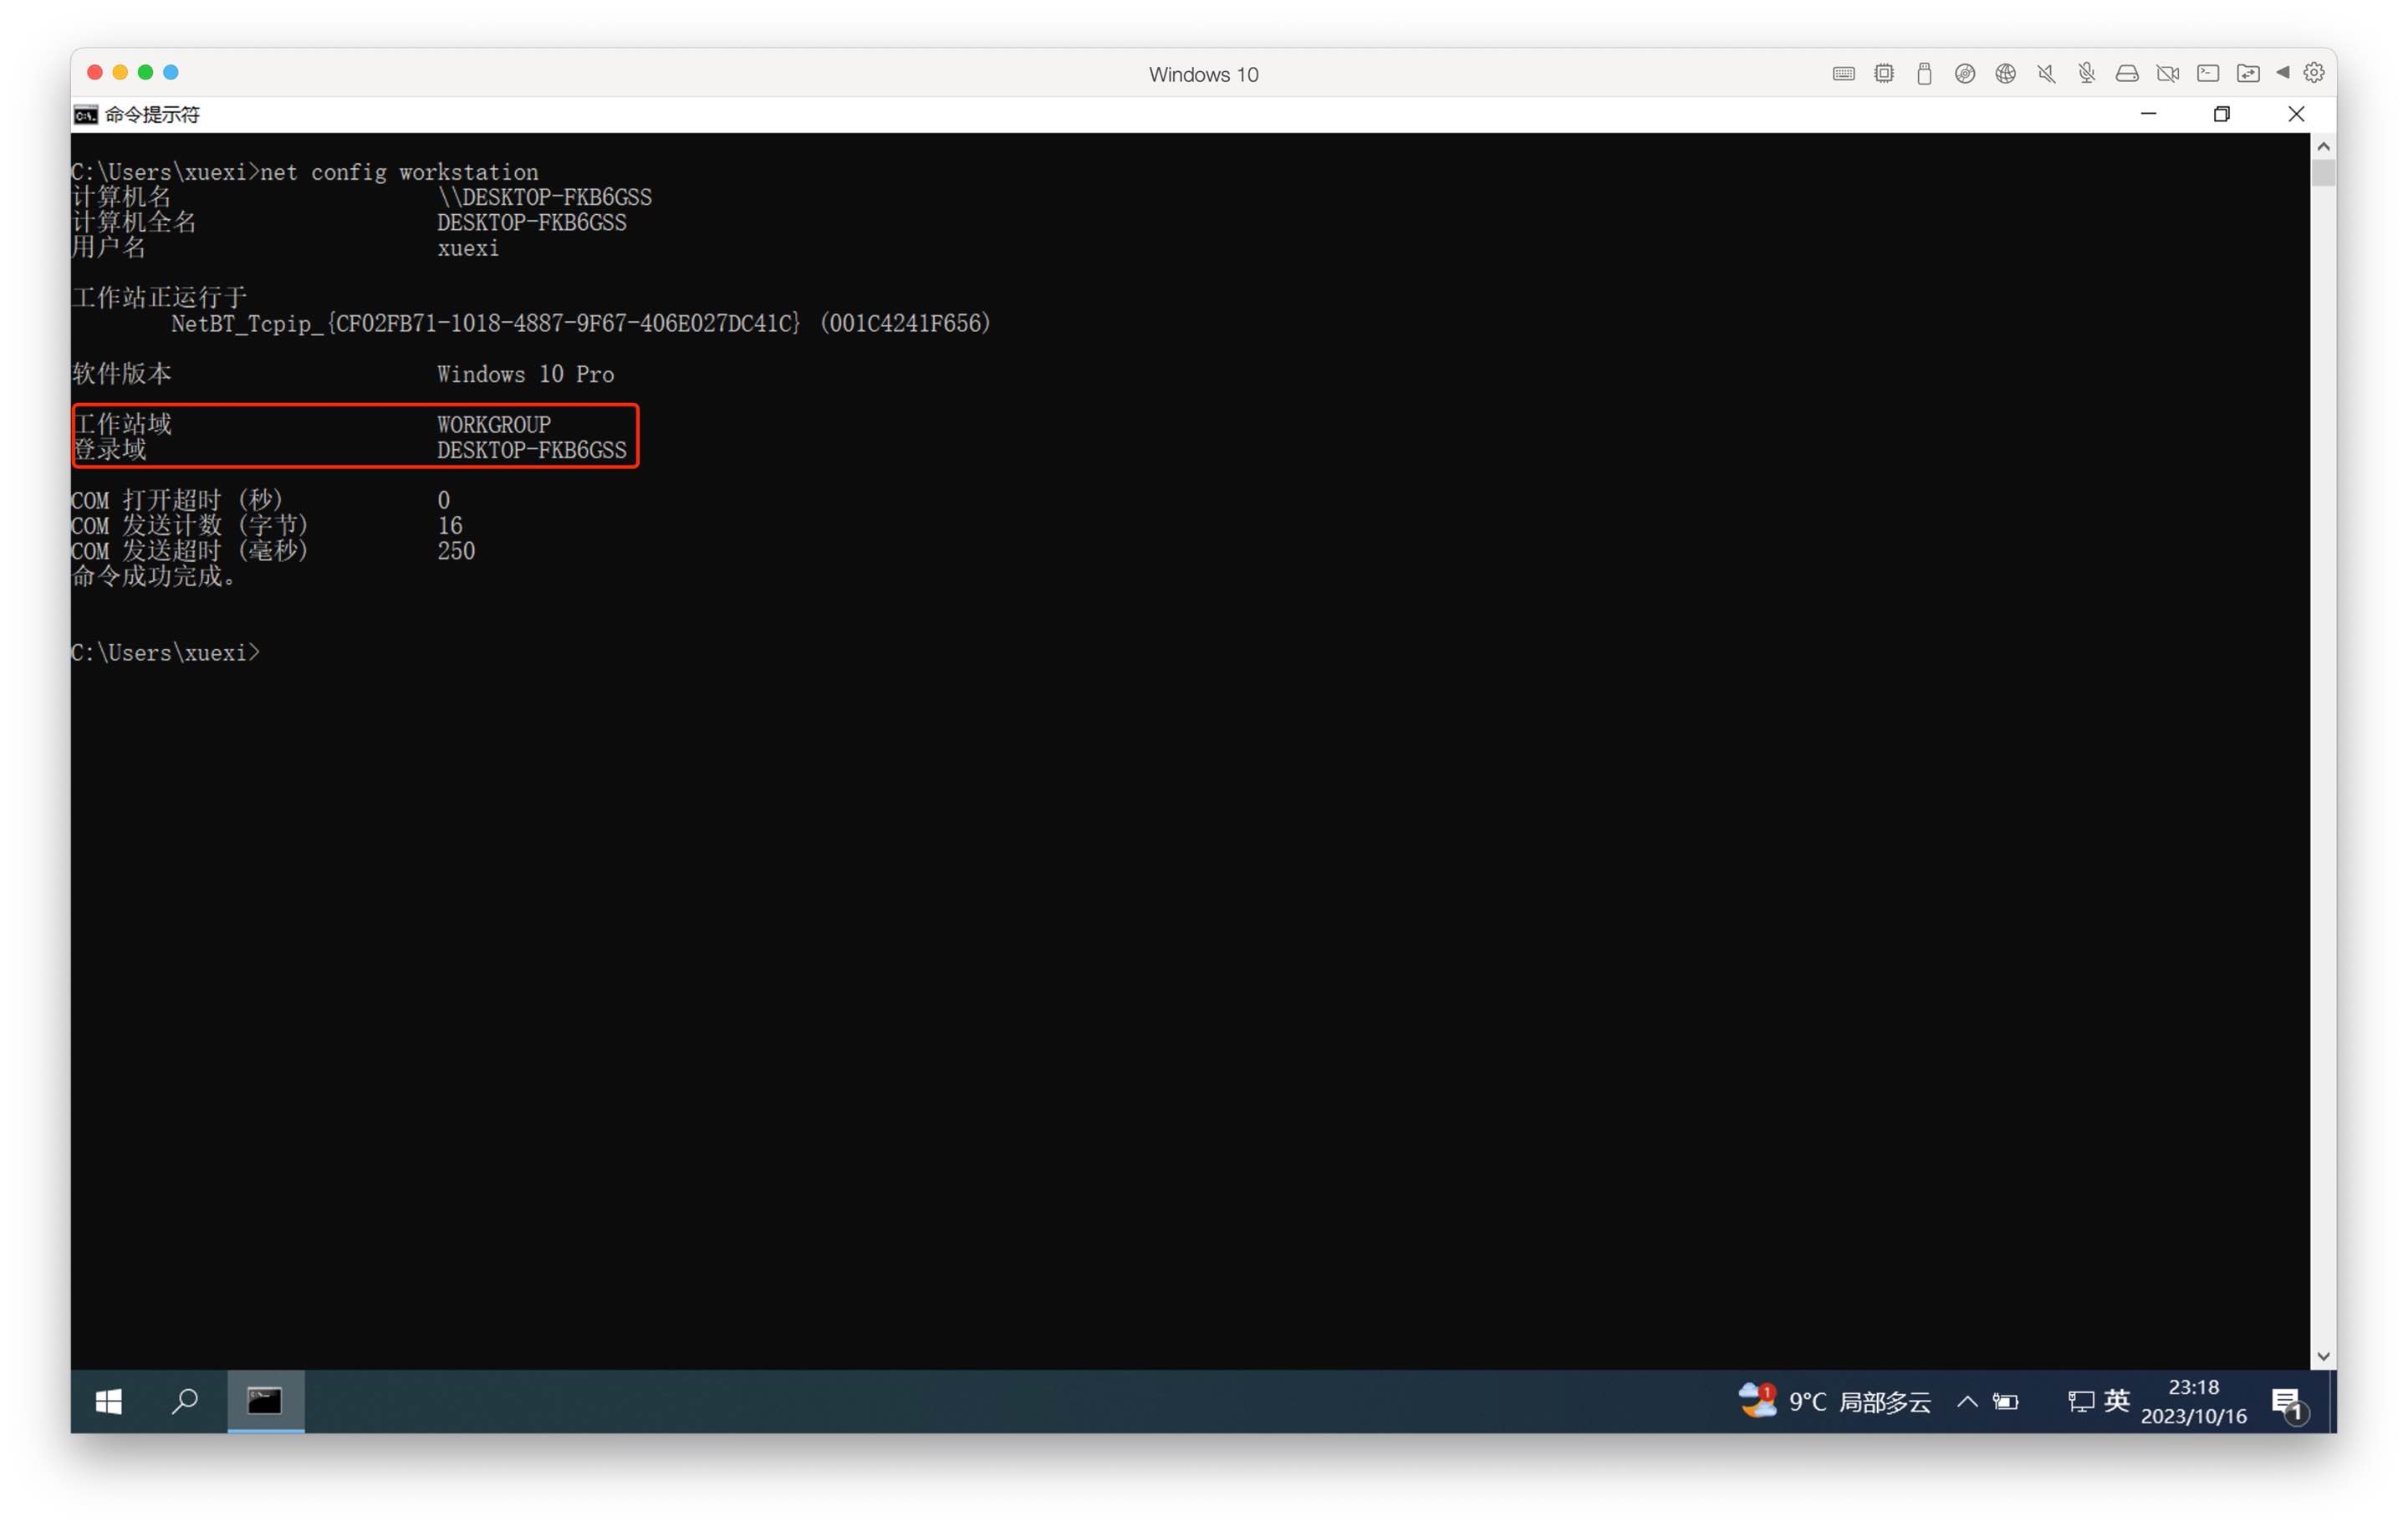 Windows 10
命令提示符
C:\Users\xuexi>net config workstation
计算机名 \\DESKTOP-FKB6GSS
计算机全名 DESKTOP-FKB6GSS
用户名 xuexi
工作站正运行于
NetBT_Tcpip_{CF02FB71-1018-4887-9F67-406E027DC41C} (001C4241F656)
软件版本 Windows 10 Pro
工作站域 WORKGROUP
登录域 DESKTOP-FKB6GSS
COM 打开超时 (秒) 0
COM 发送计数 (字节) 16
COM 发送超时 (毫秒) 250
命令成功完成。
C:\Users\xuexi>
1 9°C 局部多云 英 23:18
2023/10/16 1